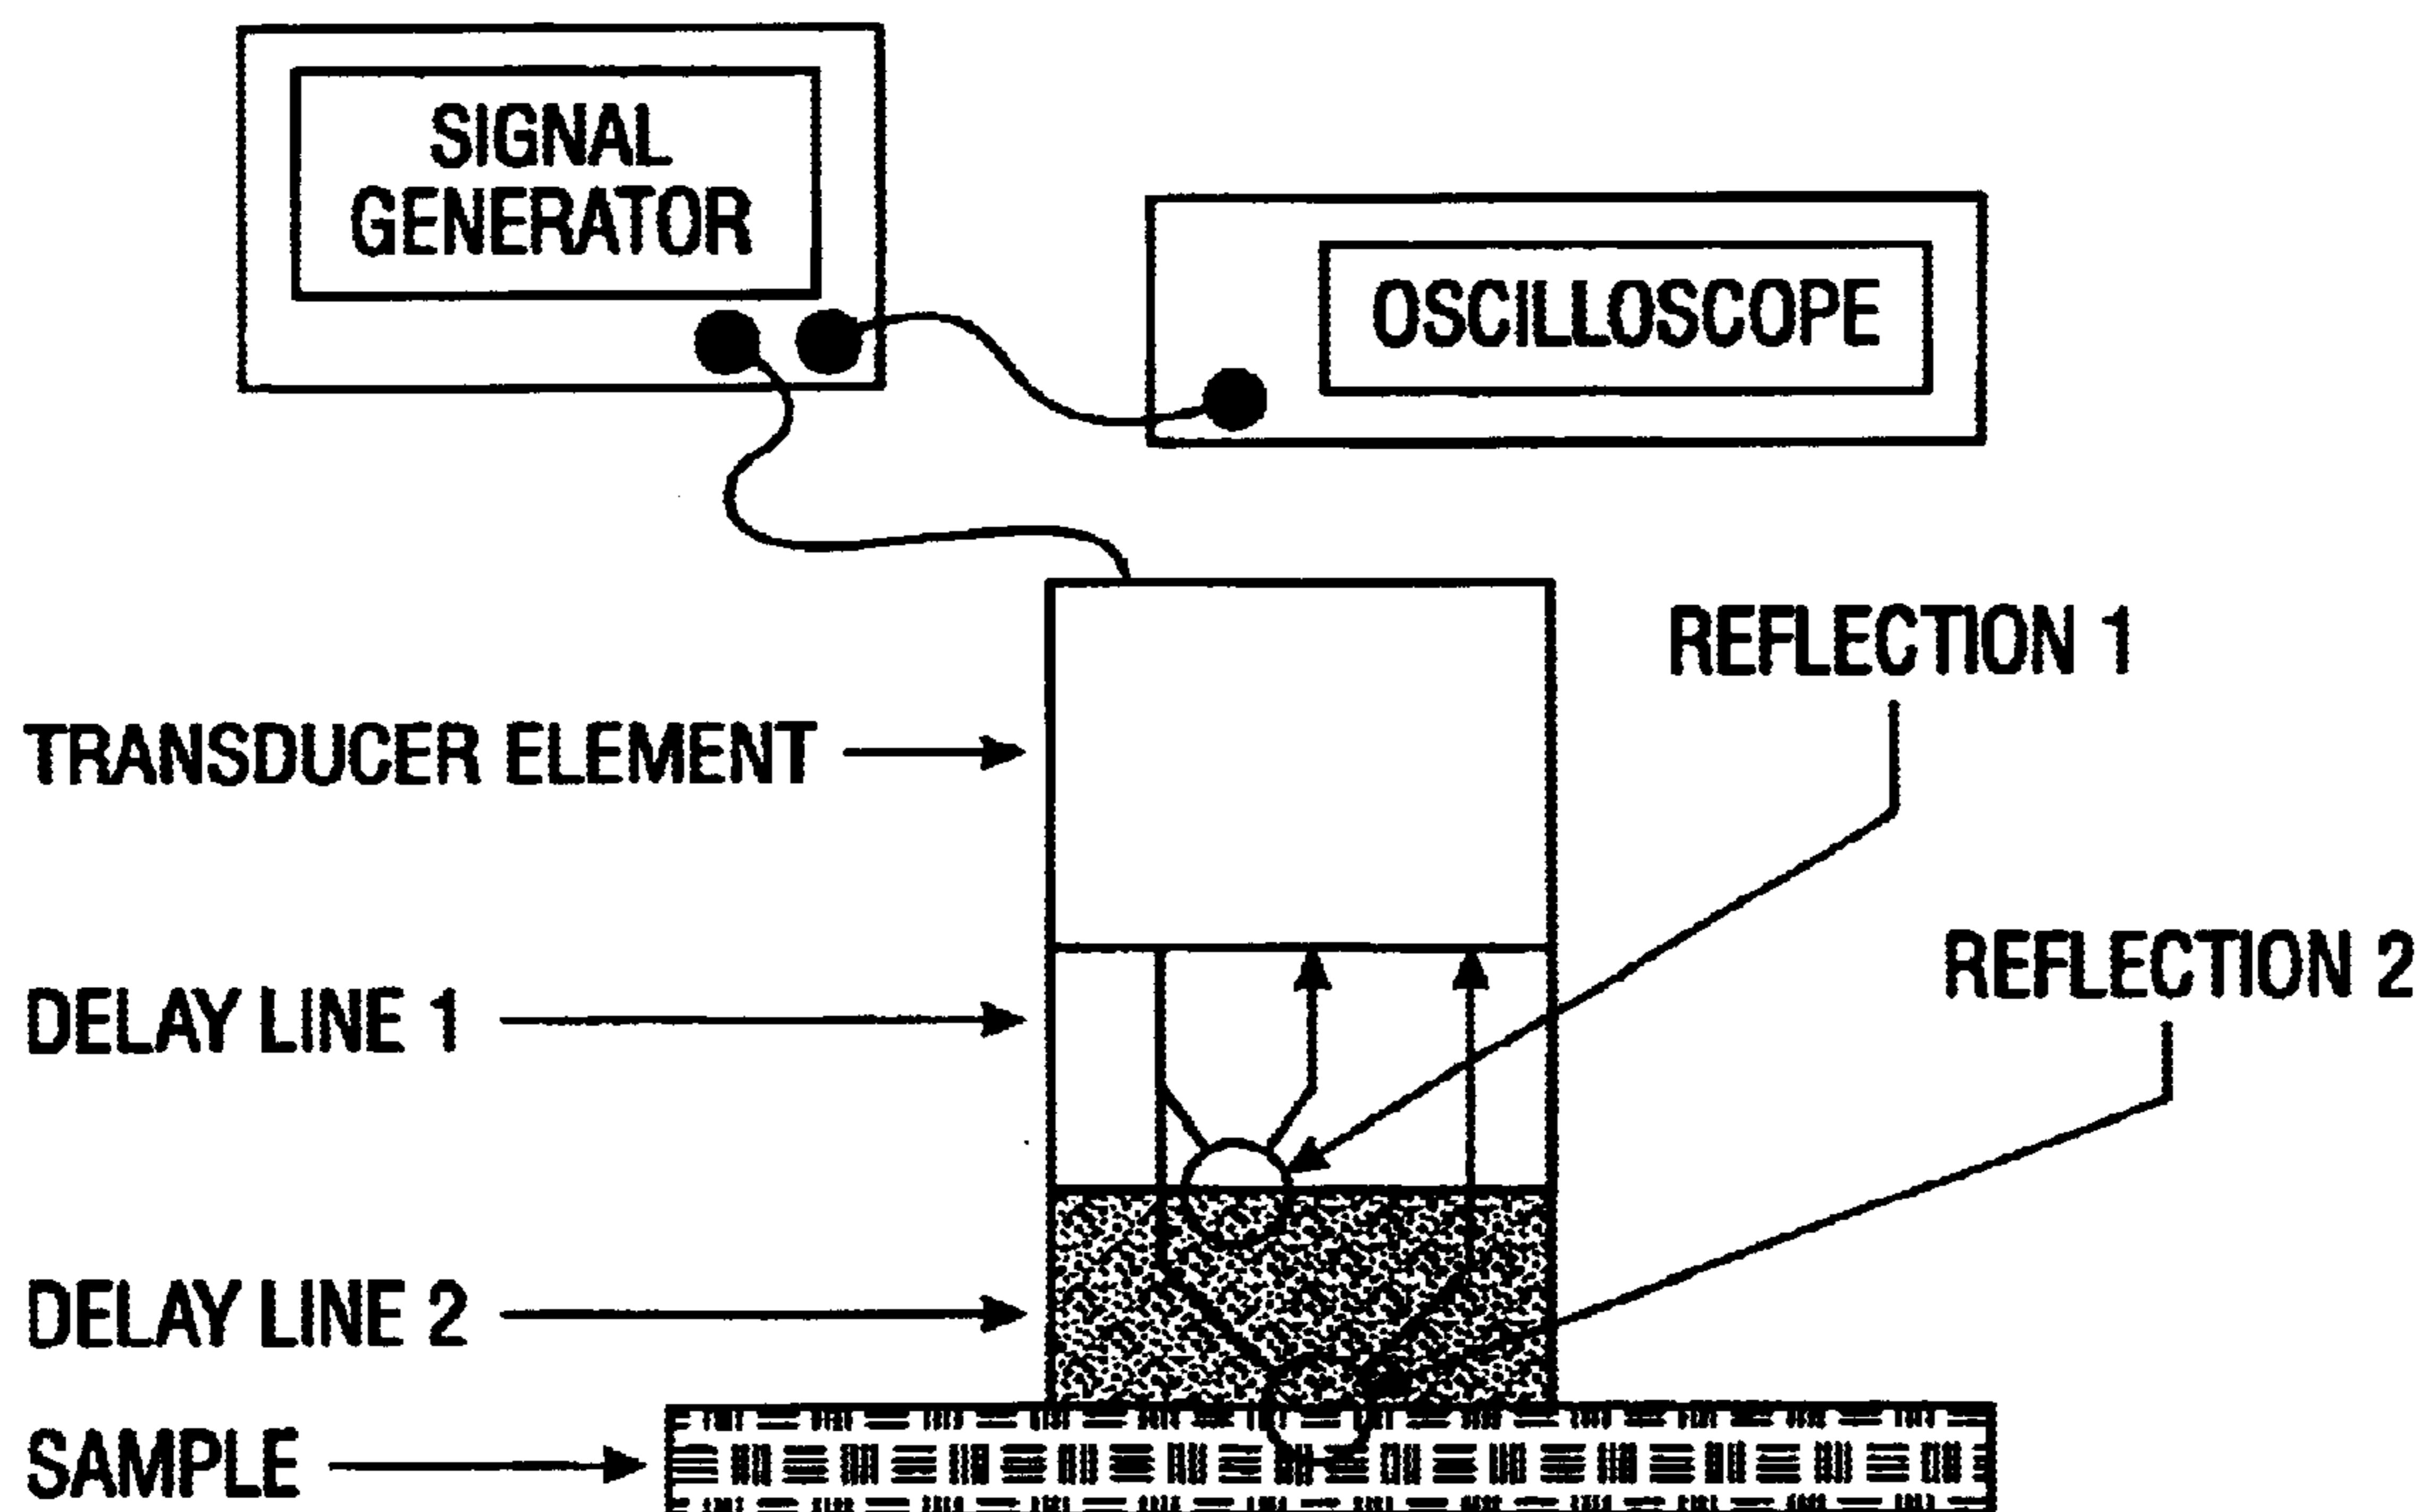 SIGNAL
GENERATOR
OSCILLOSCOPE
REFLECTION 1
TRANSDUCER ELEMENT
REFLECTION 2
DELAY LINE 1
DELAY LINE 2
SAMPLE